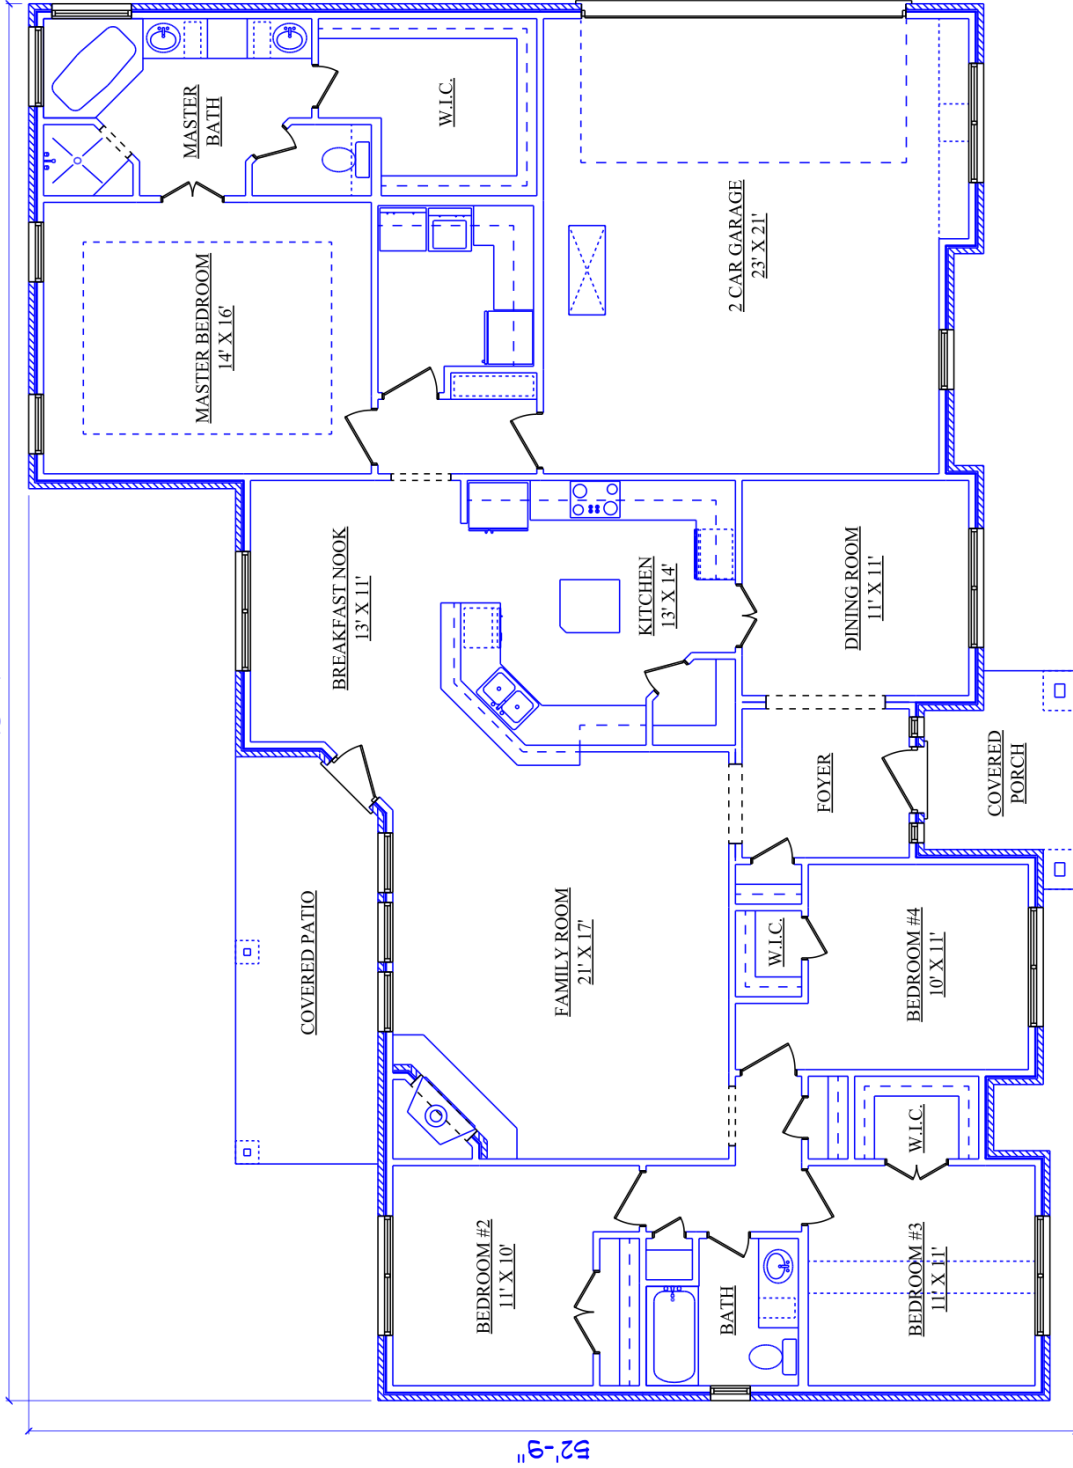 MASTER
BATH
W.I.C.
MASTER BEDROOM
14' X 16'
2 CAR GARAGE
23' X 21'
BREAKFAST NOOK
13' X 11'
KITCHEN
13' X 14'
DINING ROOM
11' X 11'
COVERED PATIO
FAMILY ROOM
21' X 17'
FOYER
COVERED
PORCH
W.I.C.
BEDROOM #4
10' X 11'
W.I.C.
BEDROOM #2
11' X 10'
BATH
BEDROOM #3
11' X 11'
52'-9"